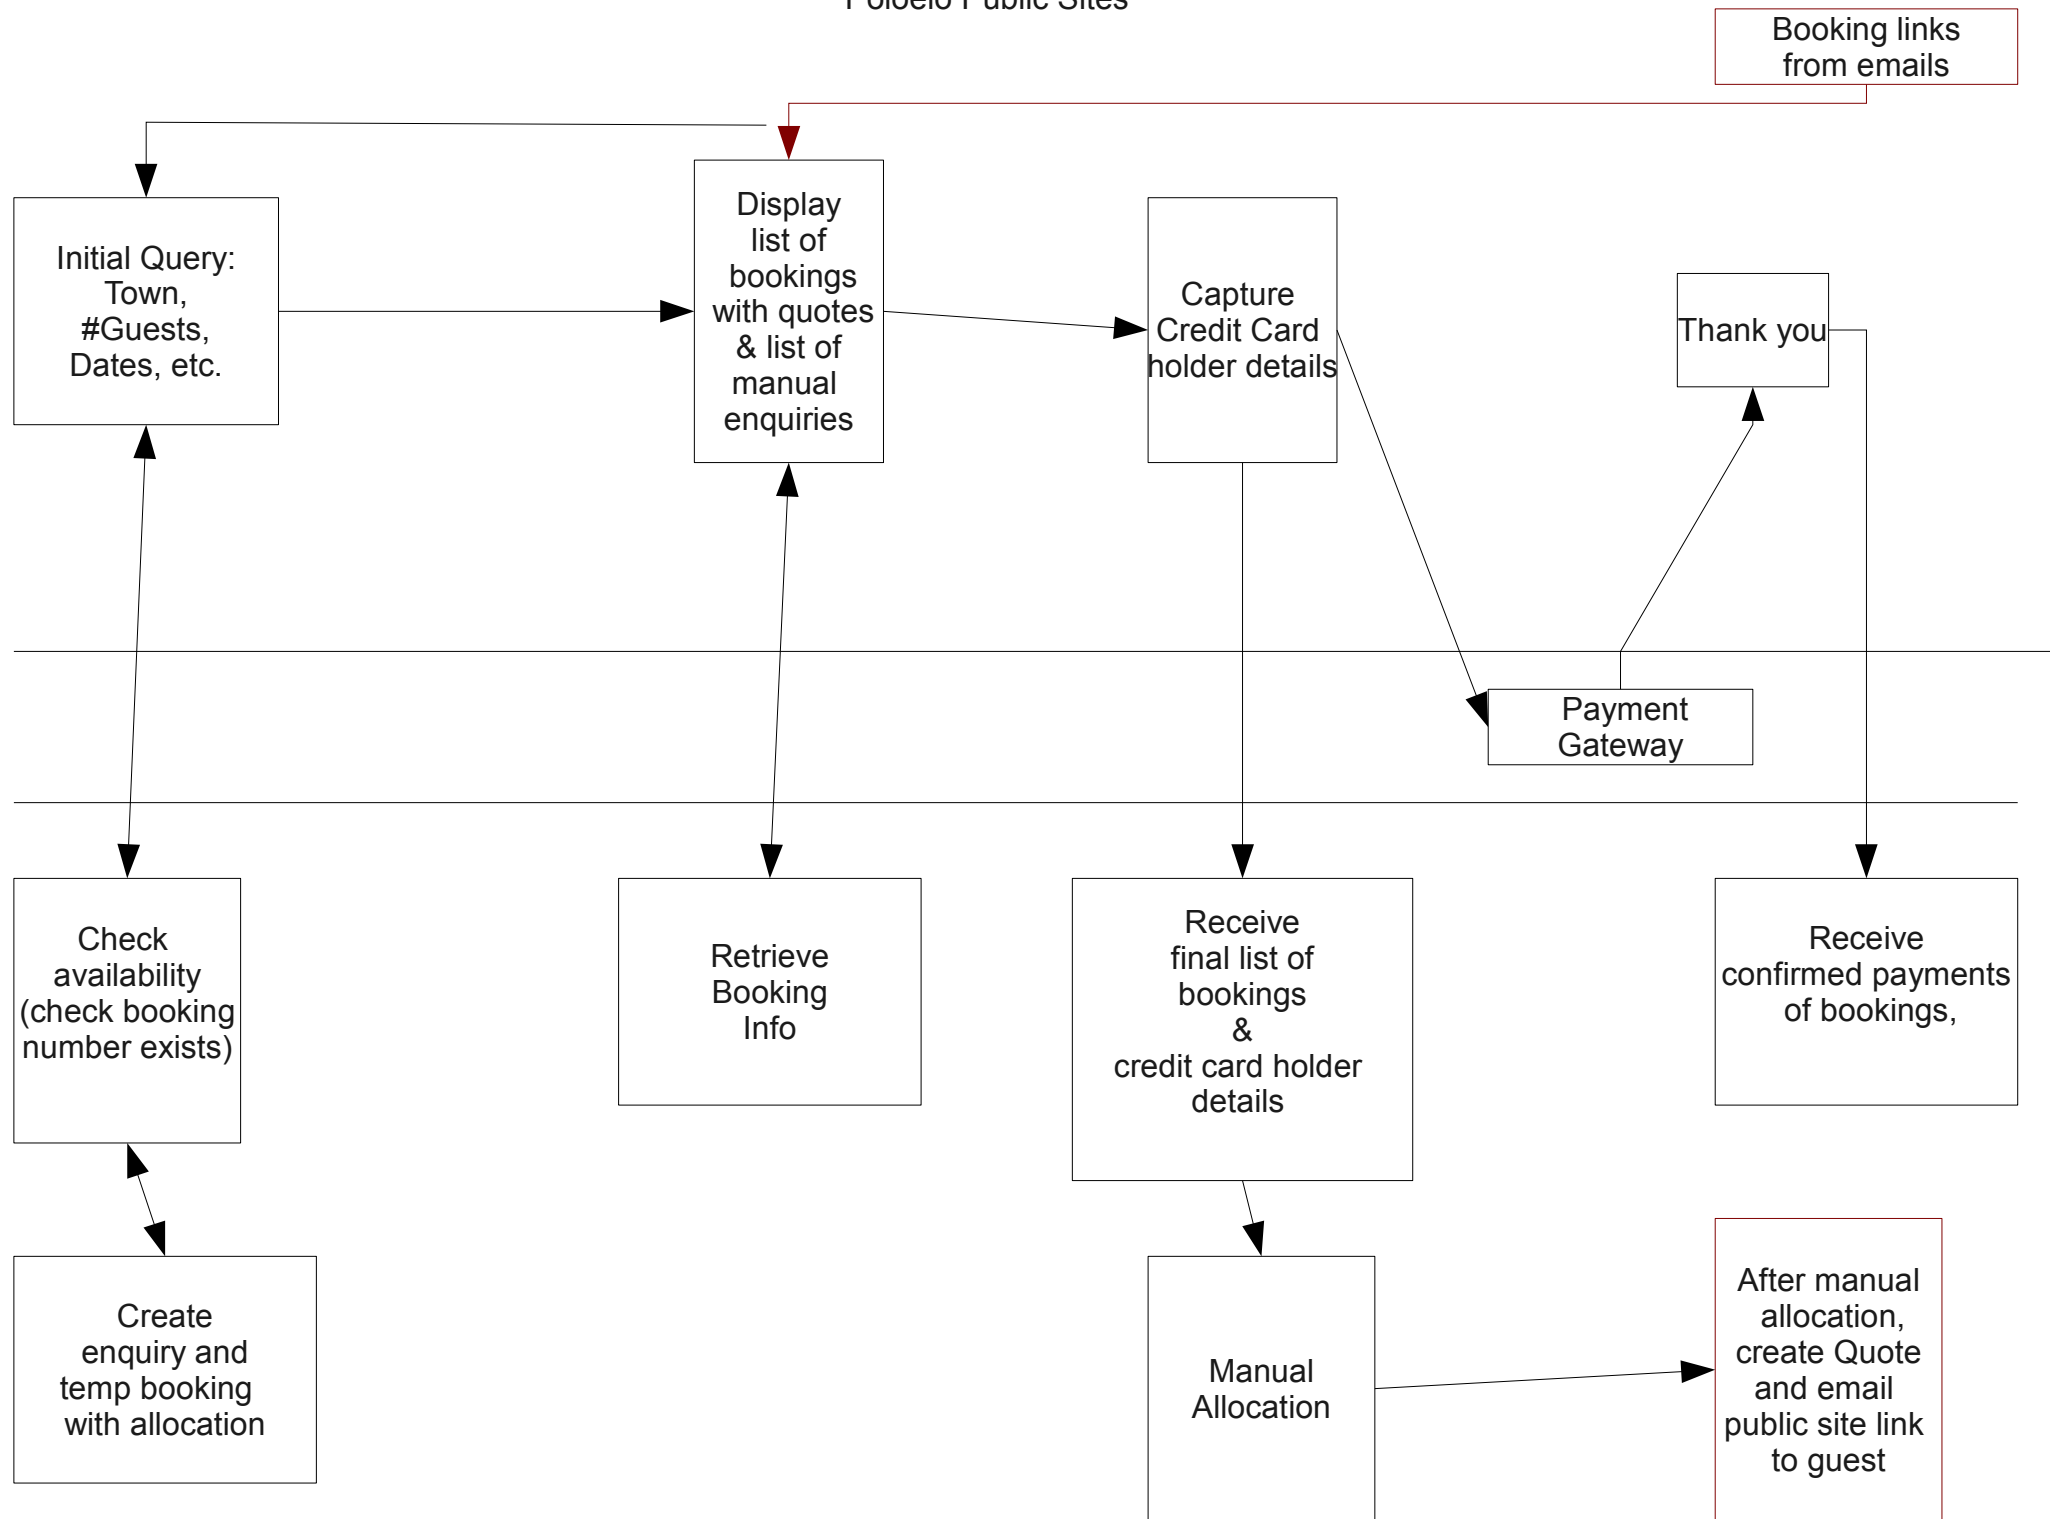 Poloelo Public Sites
Booking links
from emails
Initial Query:
Town,
#Guests,
Dates, etc.
Display
list of
bookings
with quotes
& list of
manual
enquiries
Capture
Credit Card
holder details
Thank you
Payment
Gateway
Check
availability
(check booking
number exists)
Retrieve
Booking
Info
Receive
final list of
bookings
&
credit card holder
details
Receive
confirmed payments
of bookings,
Create
enquiry and
temp booking
with allocation
Manual
Allocation
After manual
allocation,
create Quote
and email
public site link
to guest